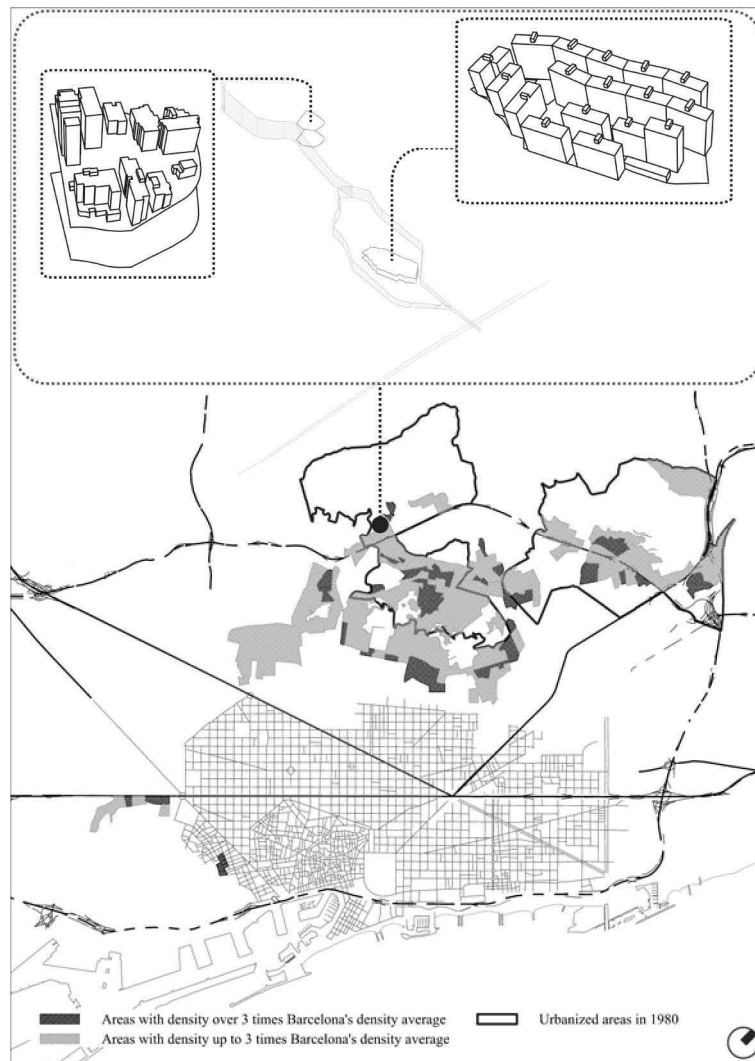 Areas with density over 3 times Barcelona's density average
Urbanized areas in 1980
Areas with density up to 3 times Barcelona's density average